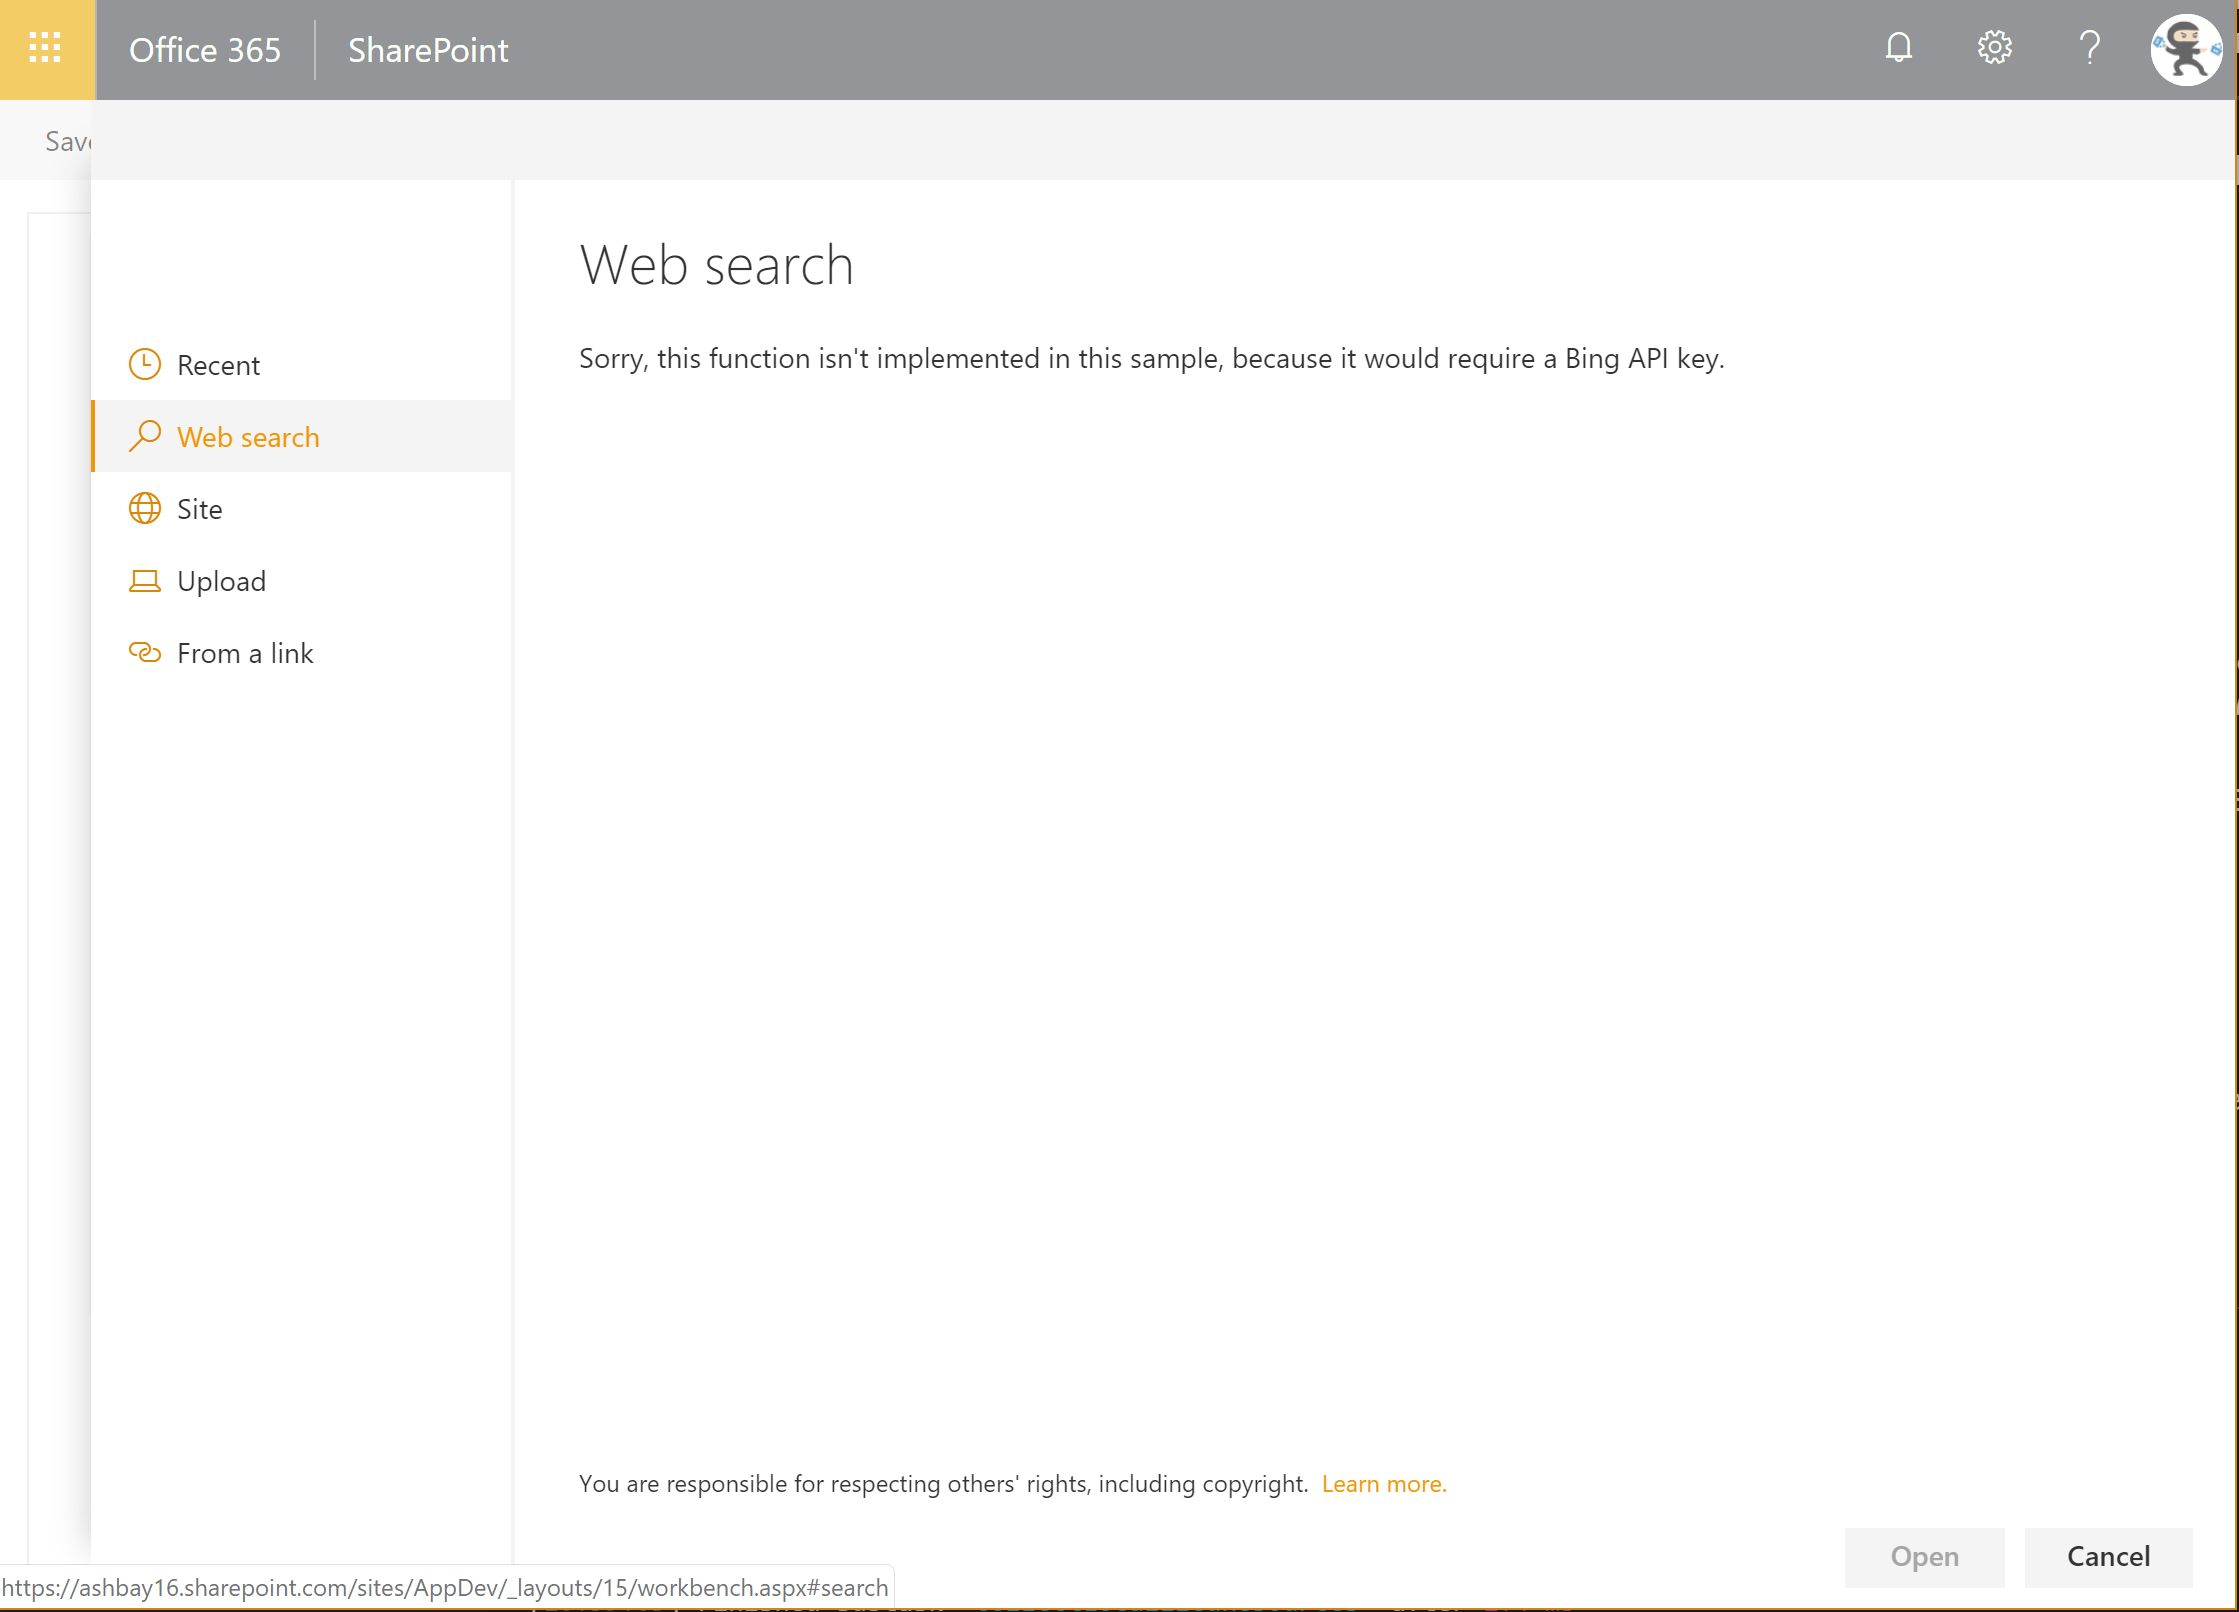 Office 365 SharePoint
Sav
Web search
Sorry, this function isn't implemented in this sample, because it would require a Bing API key.
Recent
Web search
Site
Upload
From a link
You are responsible for respecting others' rights, including copyright. Learn more.
Open Cancel
https://ashbay16.sharepoint.com/sites/AppDev/_layouts/15/workbench.aspx#search